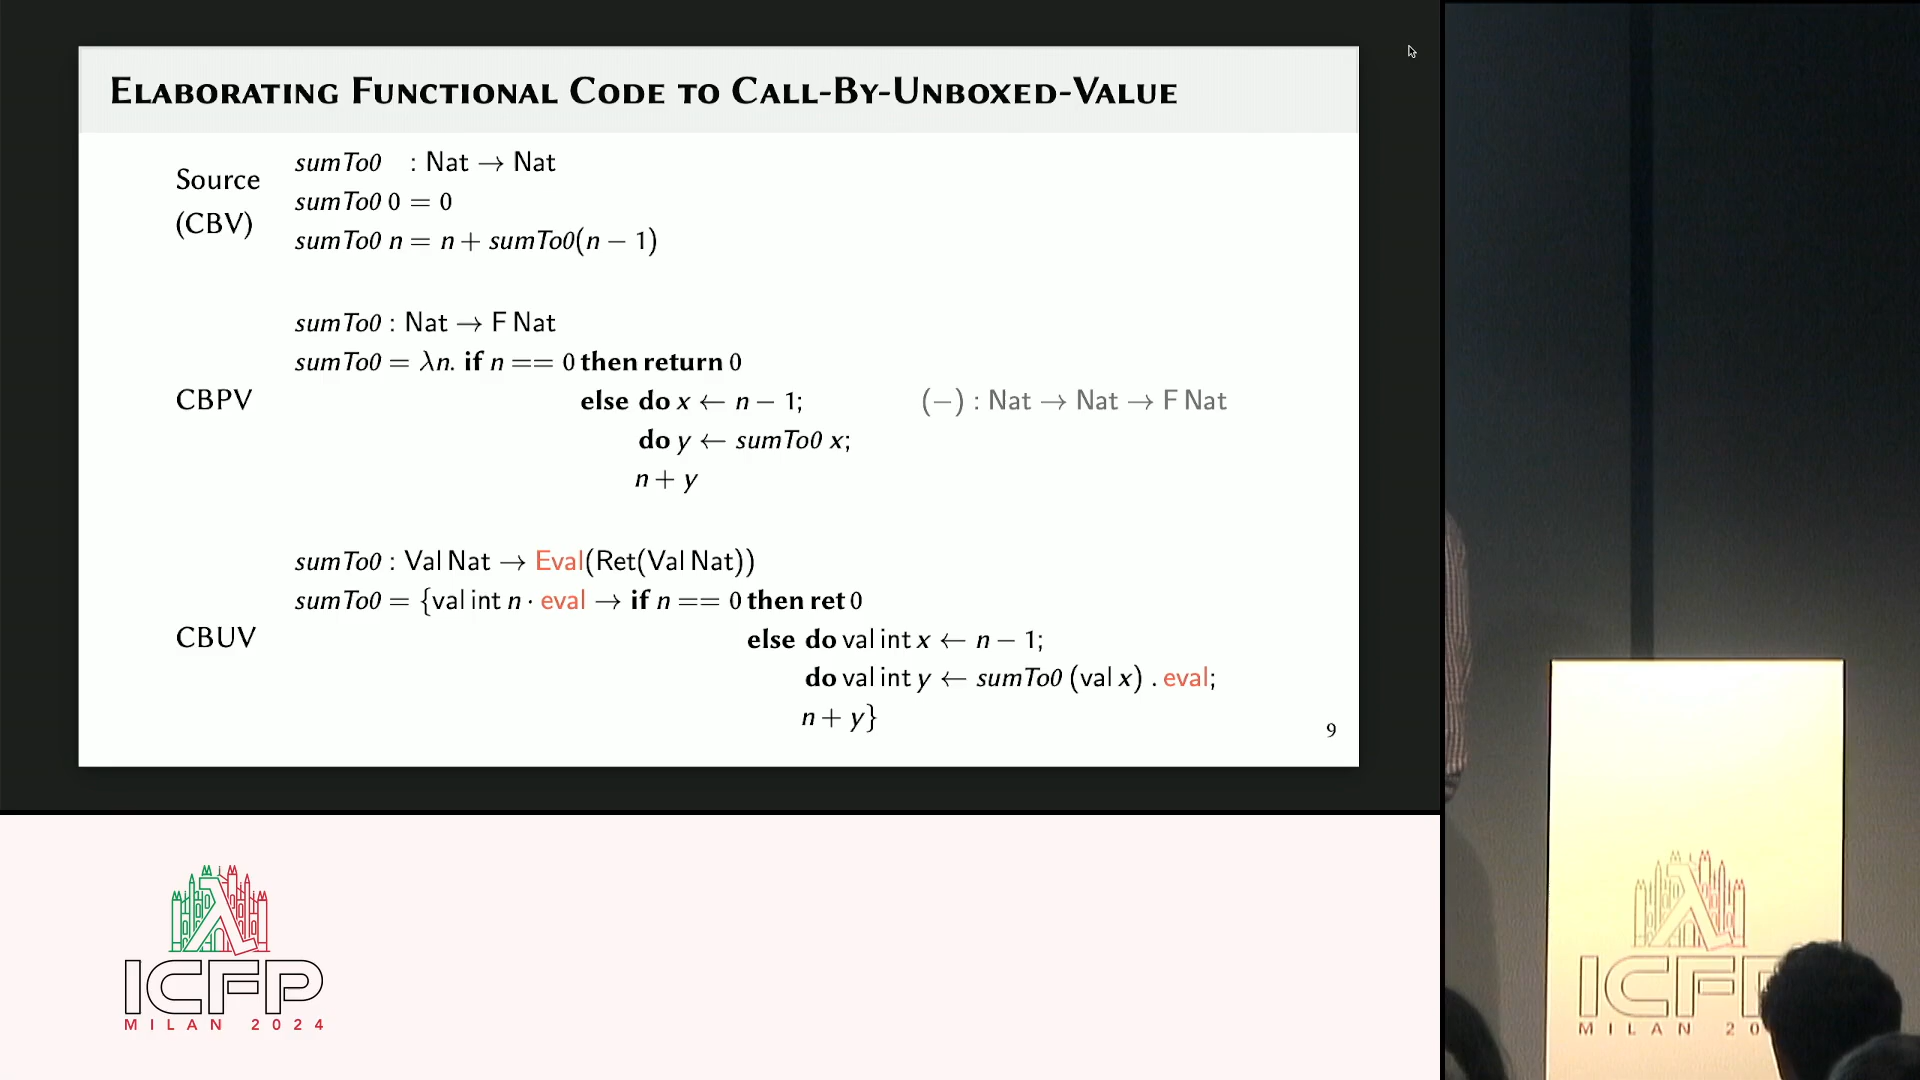 ELABORATING FUNCTIONAL CODE TO CALL-BY-UNBOXED-VALUE
Source
(CBV)
sumTo0 : Nat → Nat
sumTo0 0 = 0
sumTo0 n = n + sumTo0(n − 1)
CBPV
sumTo0 : Nat → F Nat
sumTo0 = λn. if n == 0 then return 0
else do x ← n − 1; (−) : Nat → Nat → F Nat
do y ← sumTo0 x;
n + y
CBUV
sumTo0 : Val Nat → Eval(Ret(Val Nat))
sumTo0 = {val int n · eval → if n == 0 then ret 0
else do val int x ← n − 1;
do val int y ← sumTo0 (val x) . eval;
n + y}
9
ICFP
MILAN 2024
ICFP
MILAN 20